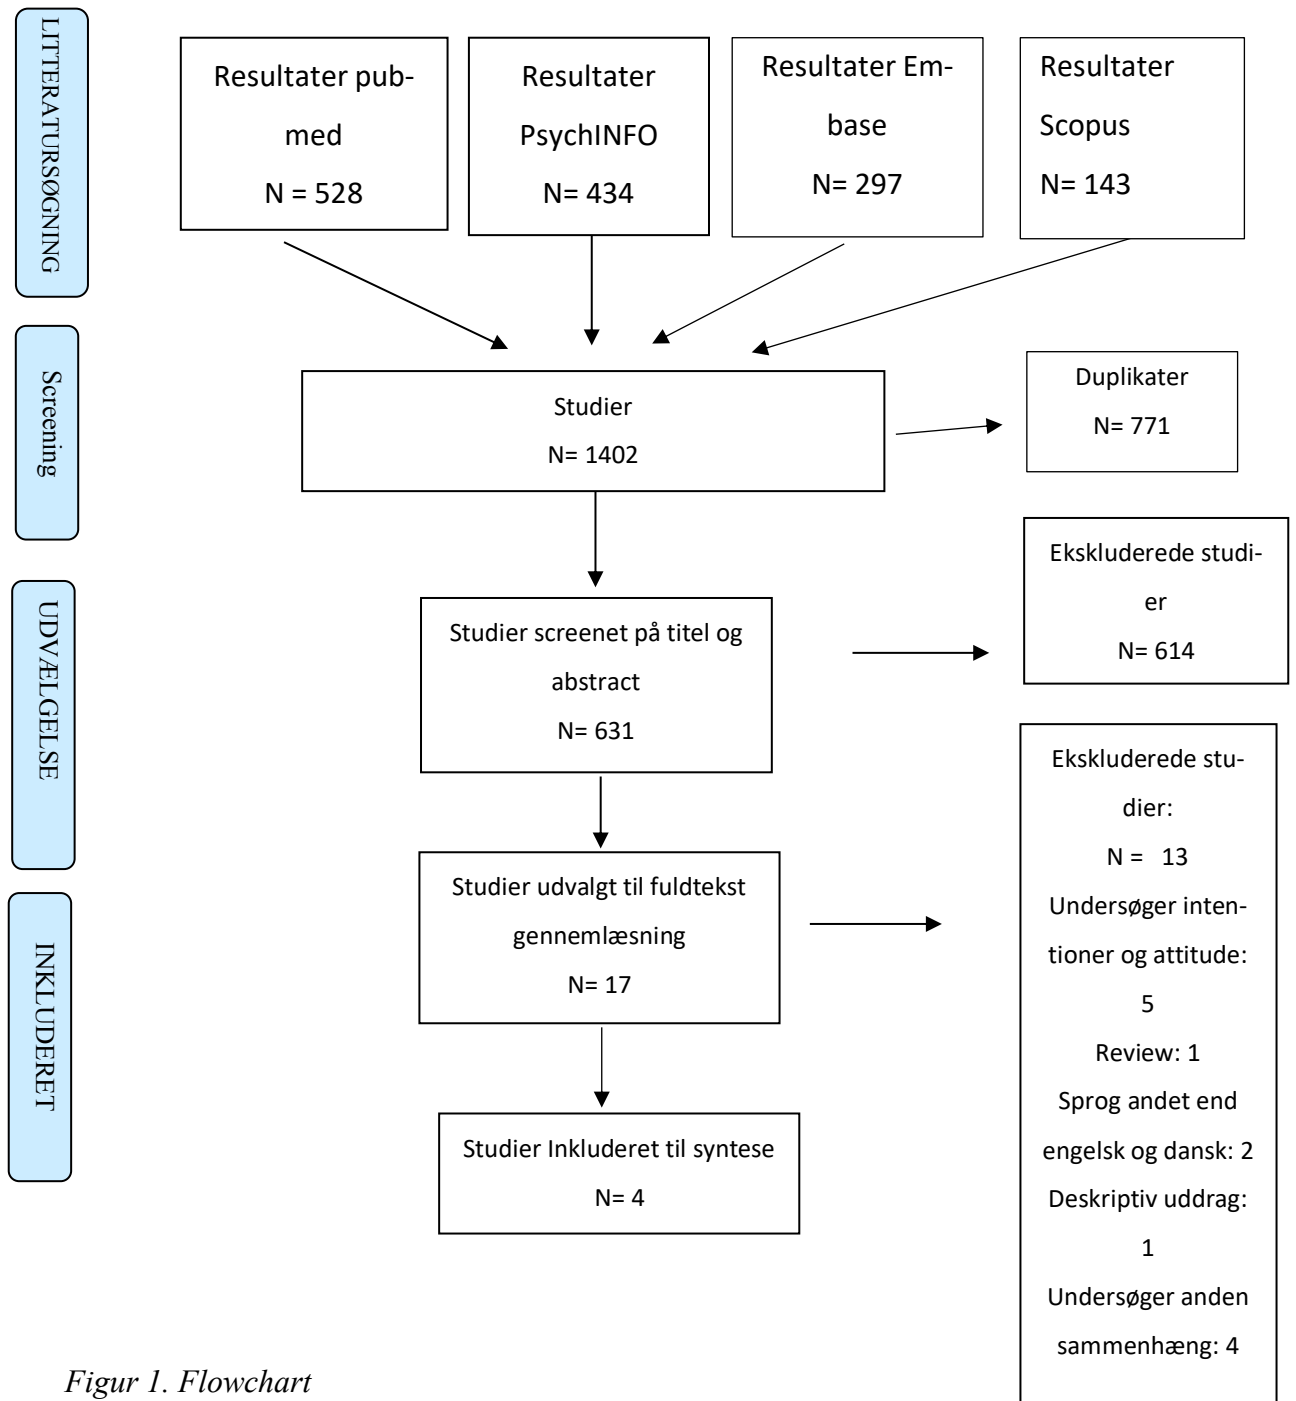 LITTERATURSØGNING
Resultater pub-
med
N = 528
Resultater
PsychINFO
N= 434
Resultater Em-
base
N= 297
Resultater
Scopus
N= 143
Screening
Studier
N= 1402
Duplikater
N= 771
UDVÆLGELSE
Studier screenet på titel og
abstract
N= 631
Ekskluderede studi-
er
N= 614
Studier udvalgt til fuldtekst
gennemlæsning
N= 17
Ekskluderede stu-
dier:
N = 13
Undersøger inten-
tioner og attitude:
5
Review: 1
Sprog andet end
engelsk og dansk: 2
Deskriptiv uddrag:
1
Undersøger anden
sammenhæng: 4
INKLUDERET
Studier Inkluderet til syntese
N= 4
Figur 1. Flowchart